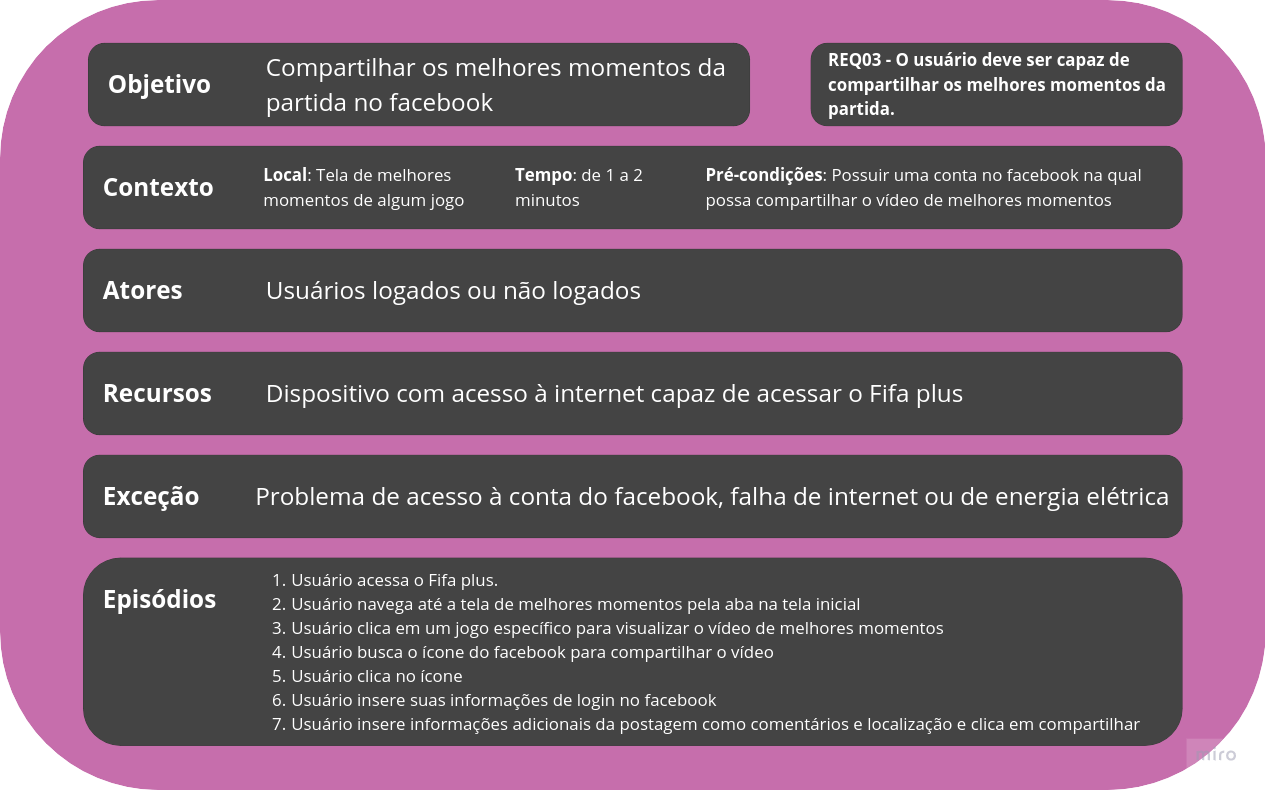 Objetivo
Compartilhar os melhores momentos da
partida no facebook
REQ03 - O usuário deve ser capaz de
compartilhar os melhores momentos da
partida.
Contexto
Local: Tela de melhores
momentos de algum jogo
Tempo: de 1 a 2
minutos
Pré-condições: Possuir uma conta no facebook na qual
possa compartilhar o vídeo de melhores momentos
Atores
Usuários logados ou não logados
Recursos
Dispositivo com acesso à internet capaz de acessar o Fifa plus
Exceção
Problema de acesso à conta do facebook, falha de internet ou de energia elétrica
Episódios
1. Usuário acessa o Fifa plus.
2. Usuário navega até a tela de melhores momentos pela aba na tela inicial
3. Usuário clica em um jogo específico para visualizar o vídeo de melhores momentos
4. Usuário busca o ícone do facebook para compartilhar o vídeo
5. Usuário clica no ícone
6. Usuário insere suas informações de login no facebook
7. Usuário insere informações adicionais da postagem como comentários e localização e clica em compartilhar
miro